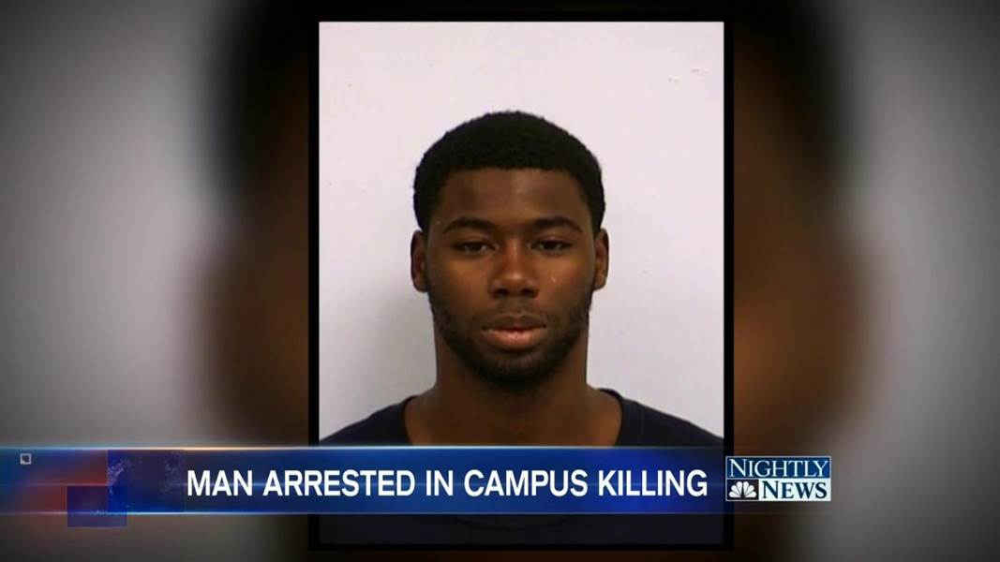 MAN ARRESTED IN CAMPUS KILLING
NIGHTLY
NEWS